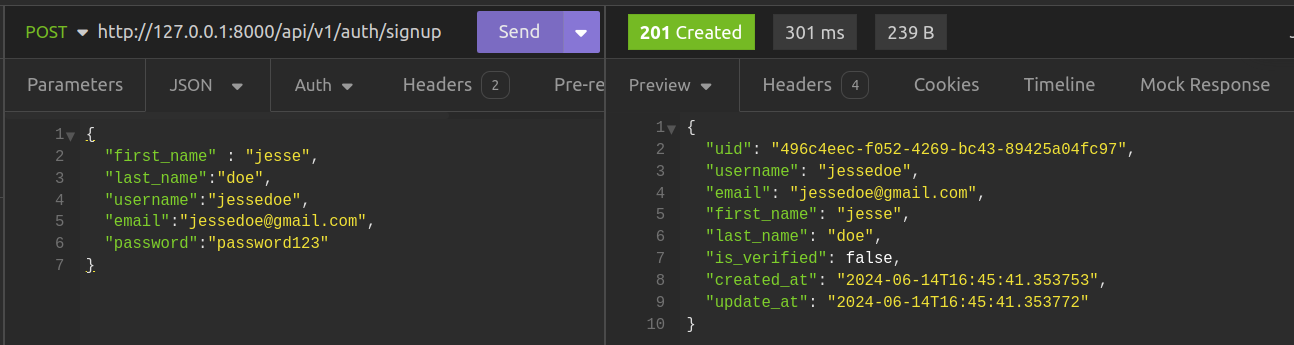 POST http://127.0.0.1:8000/api/v1/auth/signup Send
Parameters JSON Auth Headers 2 Pre-re
1 {
2 "first_name" : "jesse",
3 "last_name":"doe",
4 "username":"jessedoe",
5 "email":"jessedoe@gmail.com",
6 "password":"password123"
7 }
201 Created 301 ms 239 B
Preview Headers 4 Cookies Timeline Mock Response
1 {
2 "uid": "496c4eec-f052-4269-bc43-89425a04fc97",
3 "username": "jessedoe",
4 "email": "jessedoe@gmail.com",
5 "first_name": "jesse",
6 "last_name": "doe",
7 "is_verified": false,
8 "created_at": "2024-06-14T16:45:41.353753",
9 "update_at": "2024-06-14T16:45:41.353772"
10 }